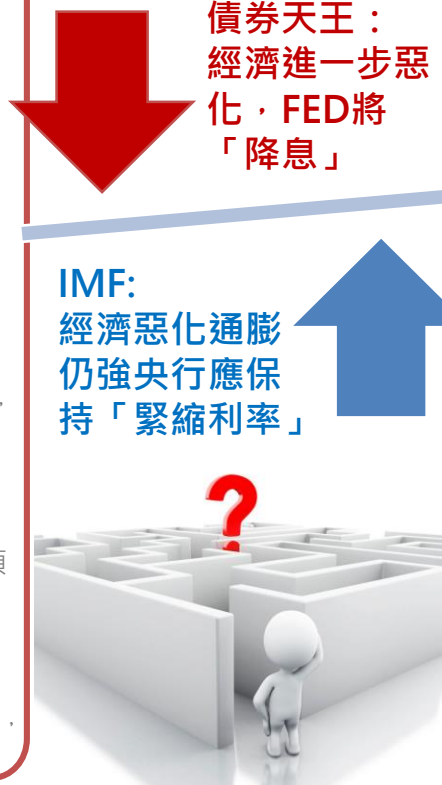 債券天王：
經濟進一步惡
化，FED將
「降息」
IMF:
經濟惡化通膨
仍強央行應保
持「緊縮利率」